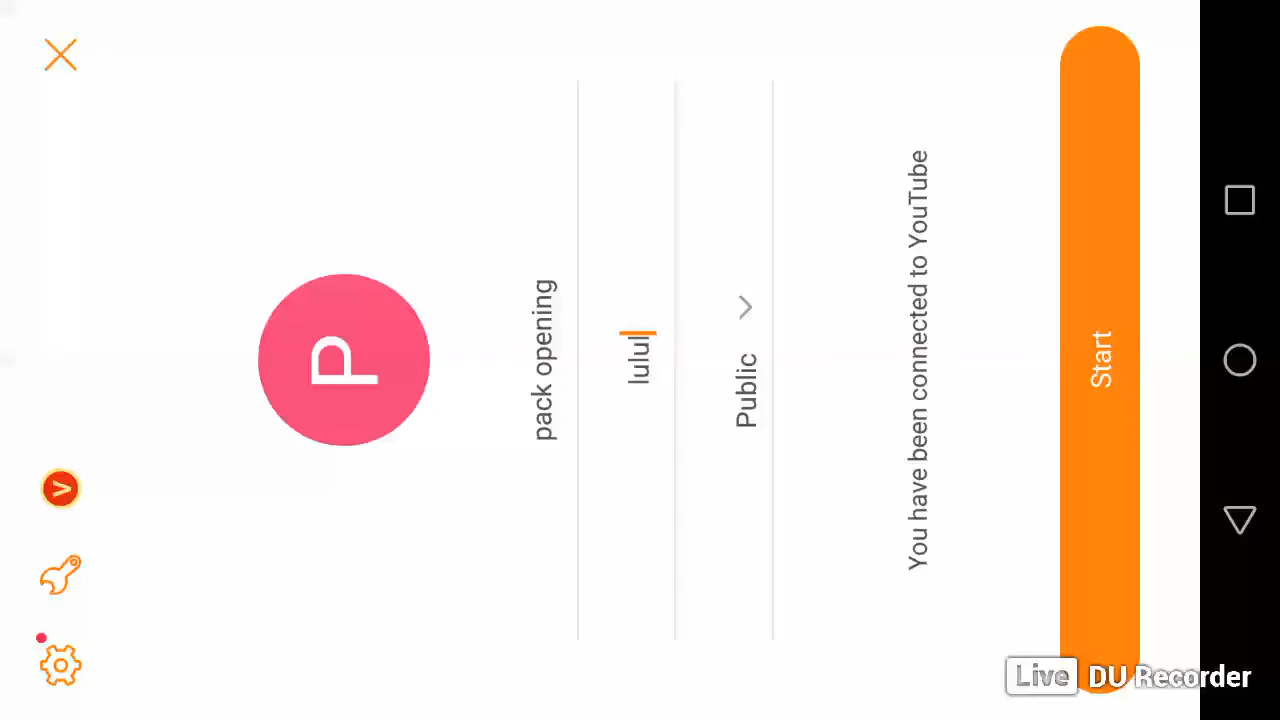 P
pack opening
lulul
Public
You have been connected to YouTube
Start
Live DU Recorder